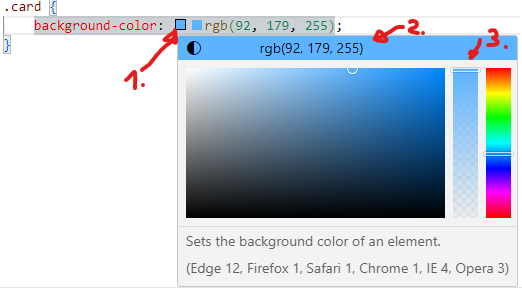 .card {
background-color: rgb(92, 179, 255);
}
1.
2.
3.
rgb(92, 179, 255)
Sets the background color of an element.
(Edge 12, Firefox 1, Safari 1, Chrome 1, IE 4, Opera 3)